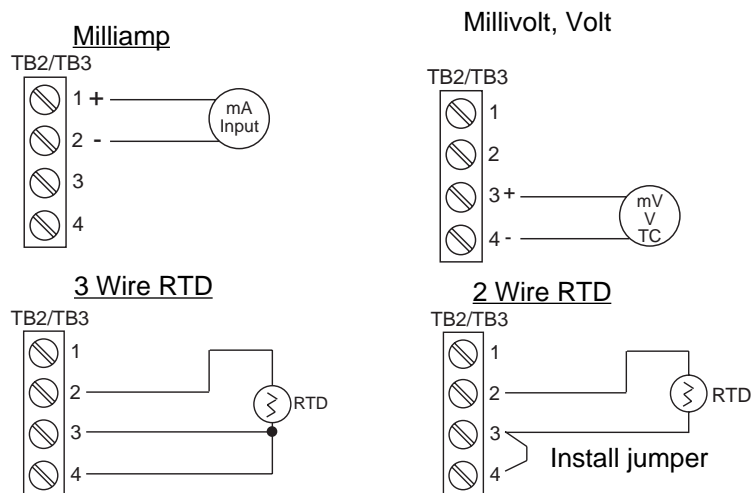 Milliamp
TB2/TB3
1 +
2 -
3
4
mA
Input
Millivolt, Volt
TB2/TB3
1
2
3 +
4 -
mV
V
TC
3 Wire RTD
TB2/TB3
1
2
3
4
RTD
2 Wire RTD
TB2/TB3
1
2
3
4
RTD
Install jumper